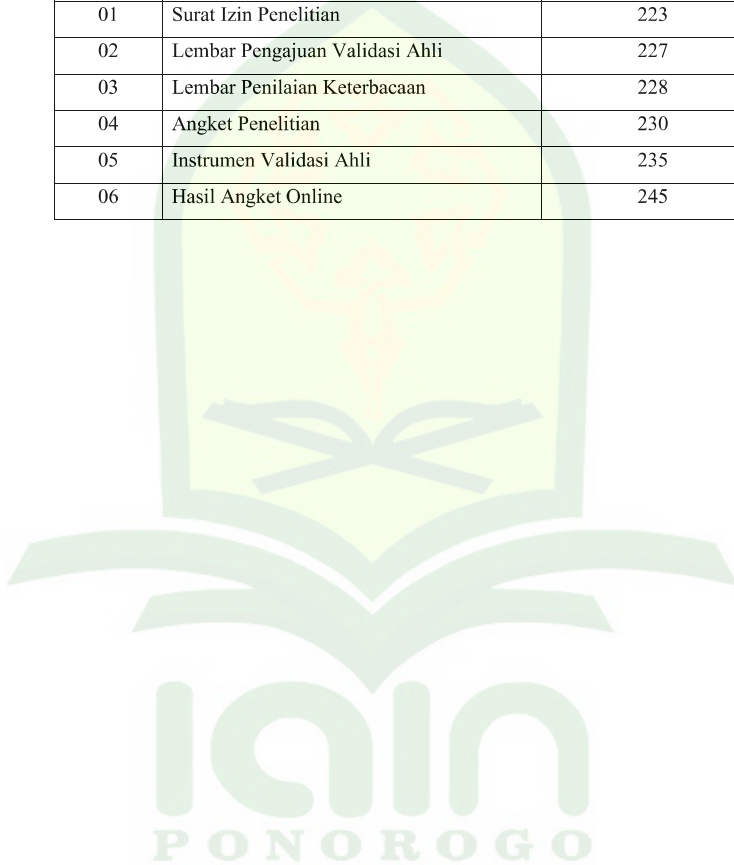 01 Surat Izin Penelitian 223
02 Lembar Pengajuan Validasi Ahli 227
03 Lembar Penilaian Keterbacaan 228
04 Angket Penelitian 230
05 Instrumen Validasi Ahli 235
06 Hasil Angket Online 245
iain
PONOROGO